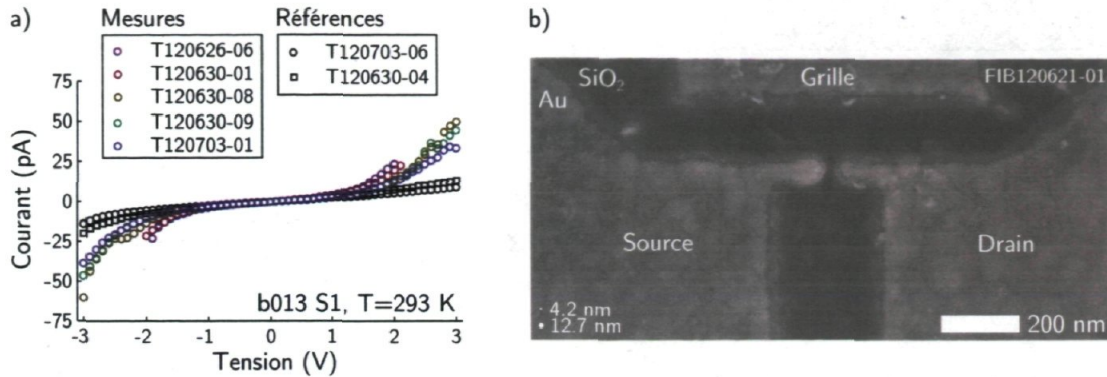 a)
Mesures
Références
T120626-06
T120630-01
T120630-08
T120630-09
T120703-01
T120703-06
T120630-04
75
50
25
0
-25
-50
-75
Courant (pA)
b013 S1, T=293 K
-3 -2 -1 0 1 2 3
Tension (V)
b)
SiO2
Grille
FIB120621-01
Au
Source
Drain
· 4.2 nm
• 12.7 nm
200 nm